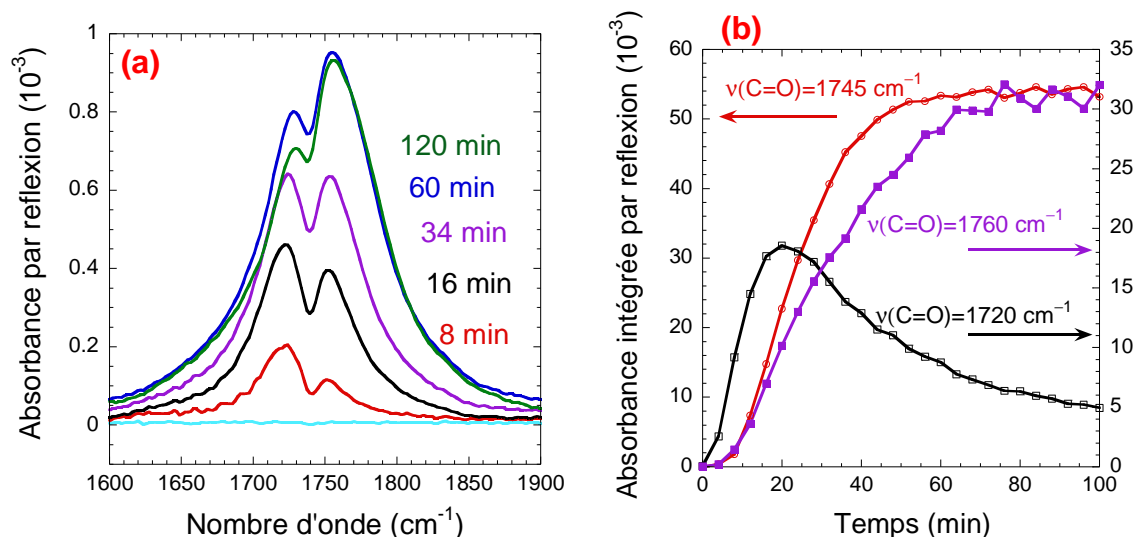 (a)
Absorbance par reflexion (10⁻³)
1
0.8
0.6
0.4
0.2
0
120 min
60 min
34 min
16 min
8 min
1600 1650 1700 1750 1800 1850 1900
Nombre d'onde (cm⁻¹)
(b)
Absorbance intégrée par reflexion (10⁻³)
60
50
40
30
20
10
0
35
30
25
20
15
10
5
0
ν(C=O)=1745 cm⁻¹
ν(C=O)=1760 cm⁻¹
ν(C=O)=1720 cm⁻¹
0 20 40 60 80 100
Temps (min)